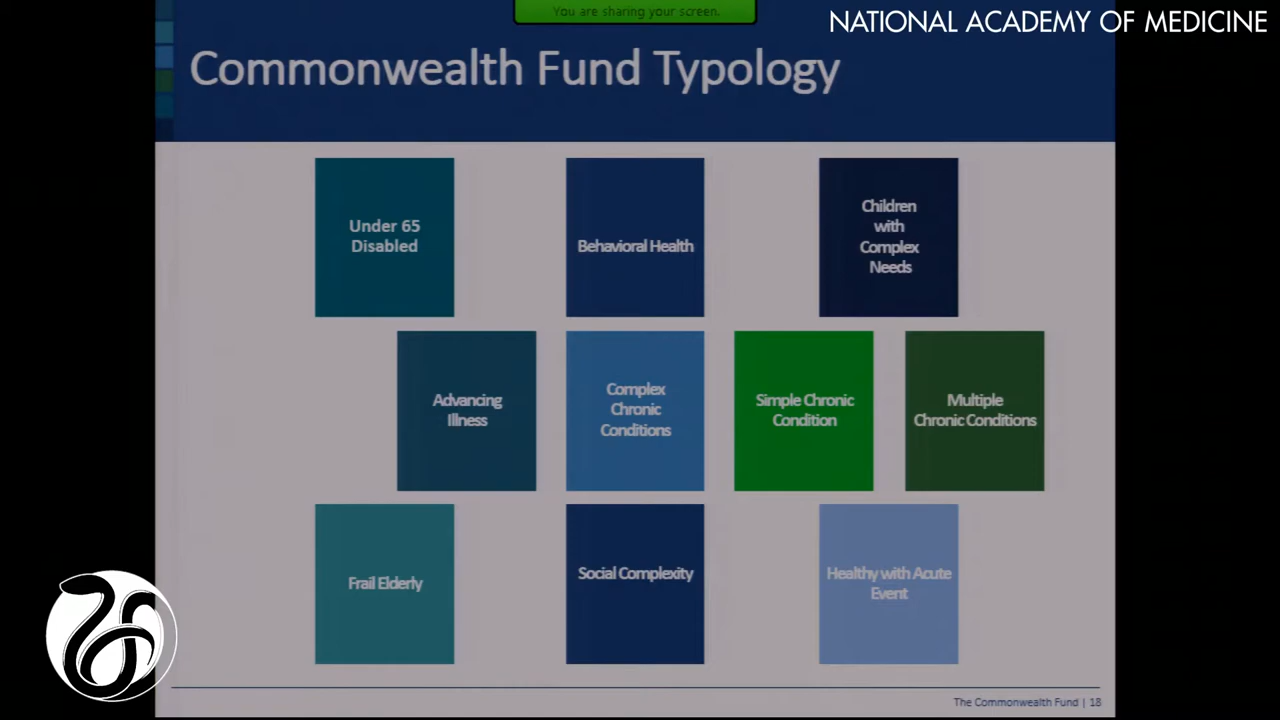 You are sharing your screen.
NATIONAL ACADEMY OF MEDICINE
Commonwealth Fund Typology
Under 65
Disabled
Behavioral Health
Children
with
Complex
Needs
Advancing
Illness
Complex
Chronic
Conditions
Simple Chronic
Condition
Multiple
Chronic Conditions
Frail Elderly
Social Complexity
Healthy with Acute
Event
The Commonwealth Fund | 18